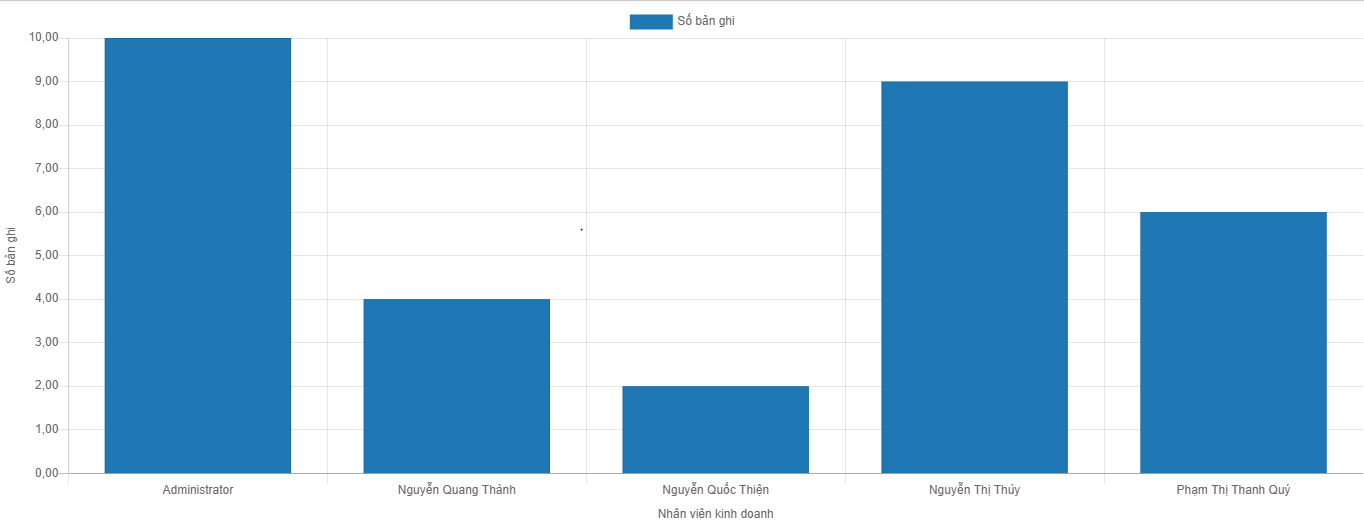 Số bản ghi
10,00
9,00
8,00
7,00
6,00
5,00
4,00
3,00
2,00
1,00
0,00
Số bản ghi
Administrator
Nguyễn Quang Thành
Nguyễn Quốc Thiện
Nguyễn Thị Thúy
Phạm Thị Thanh Quý
Nhân viên kinh doanh